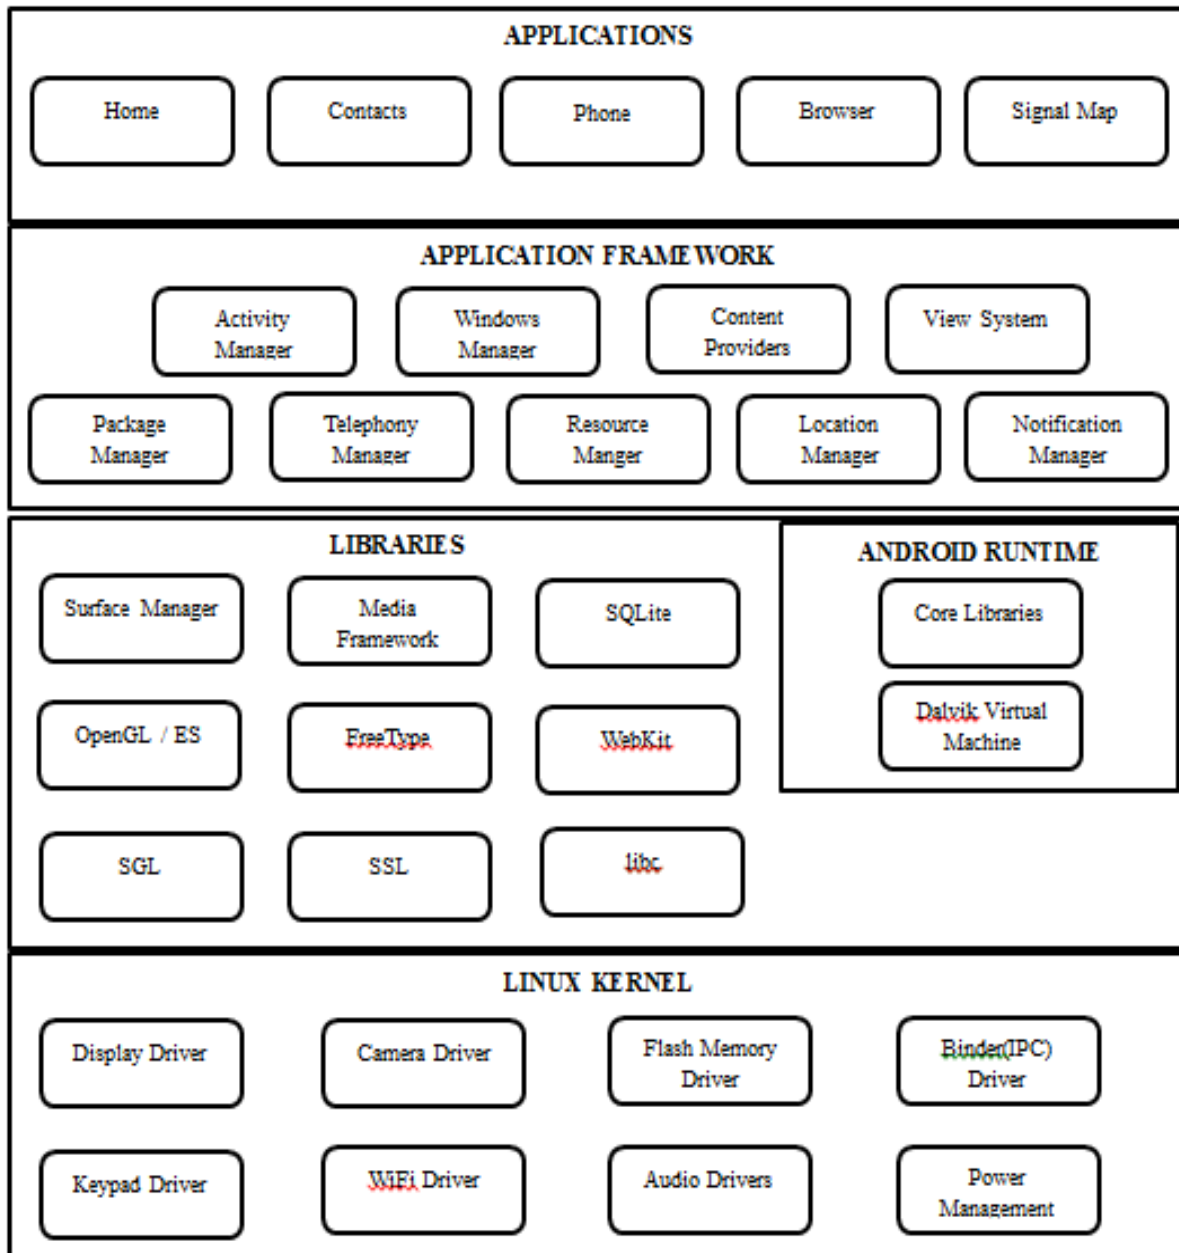 APPLICATIONS
Home
Contacts
Phone
Browser
Signal Map
APPLICATION FRAMEWORK
Activity
Manager
Windows
Manager
Content
Providers
View System
Package
Manager
Telephony
Manager
Resource
Manger
Location
Manager
Notification
Manager
LIBRARIES
Surface Manager
Media
Framework
SQLite
OpenGL / ES
FreeType
WebKit
SGL
SSL
libc
ANDROID RUNTIME
Core Libraries
Dalvik Virtual
Machine
LINUX KERNEL
Display Driver
Camera Driver
Flash Memory
Driver
Binder(IPC)
Driver
Keypad Driver
WiFi Driver
Audio Drivers
Power
Management